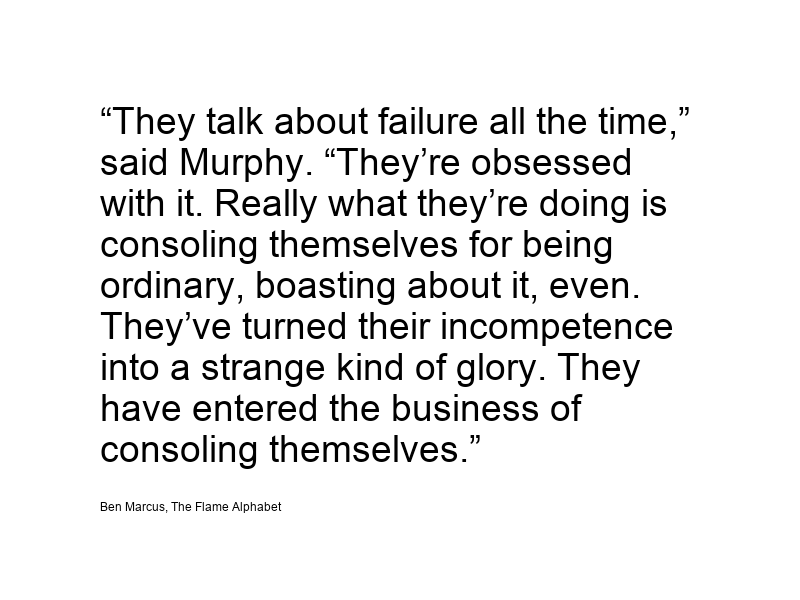 “They talk about failure all the time,”
said Murphy. “They’re obsessed
with it. Really what they’re doing is
consoling themselves for being
ordinary, boasting about it, even.
They’ve turned their incompetence
into a strange kind of glory. They
have entered the business of
consoling themselves.”
Ben Marcus, The Flame Alphabet